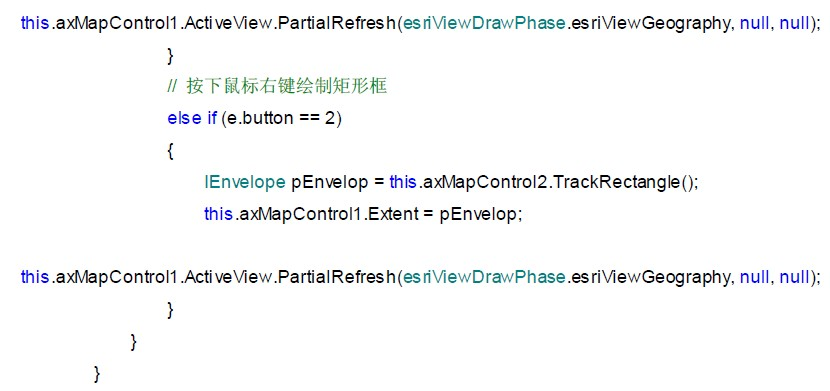 this.axMapControl1.ActiveView.PartialRefresh(esriViewDrawPhase.esriViewGeography, null, null);
}
// 按下鼠标右键绘制矩形框
else if (e.button == 2)
{
IEnvelope pEnvelop = this.axMapControl2.TrackRectangle();
this.axMapControl1.Extent = pEnvelop;
this.axMapControl1.ActiveView.PartialRefresh(esriViewDrawPhase.esriViewGeography, null, null);
}
}
}